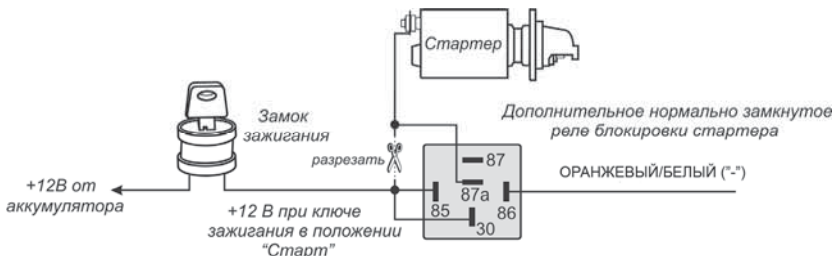 Стартер
Замок
зажигания
Дополнительное нормально замкнутое
реле блокировки стартера
разрезать
87
87a
85
86
30
ОРАНЖЕВЫЙ/БЕЛЫЙ ("-")
+12В от
аккумулятора
+12 В при ключе
зажигания в положении
"Старт"